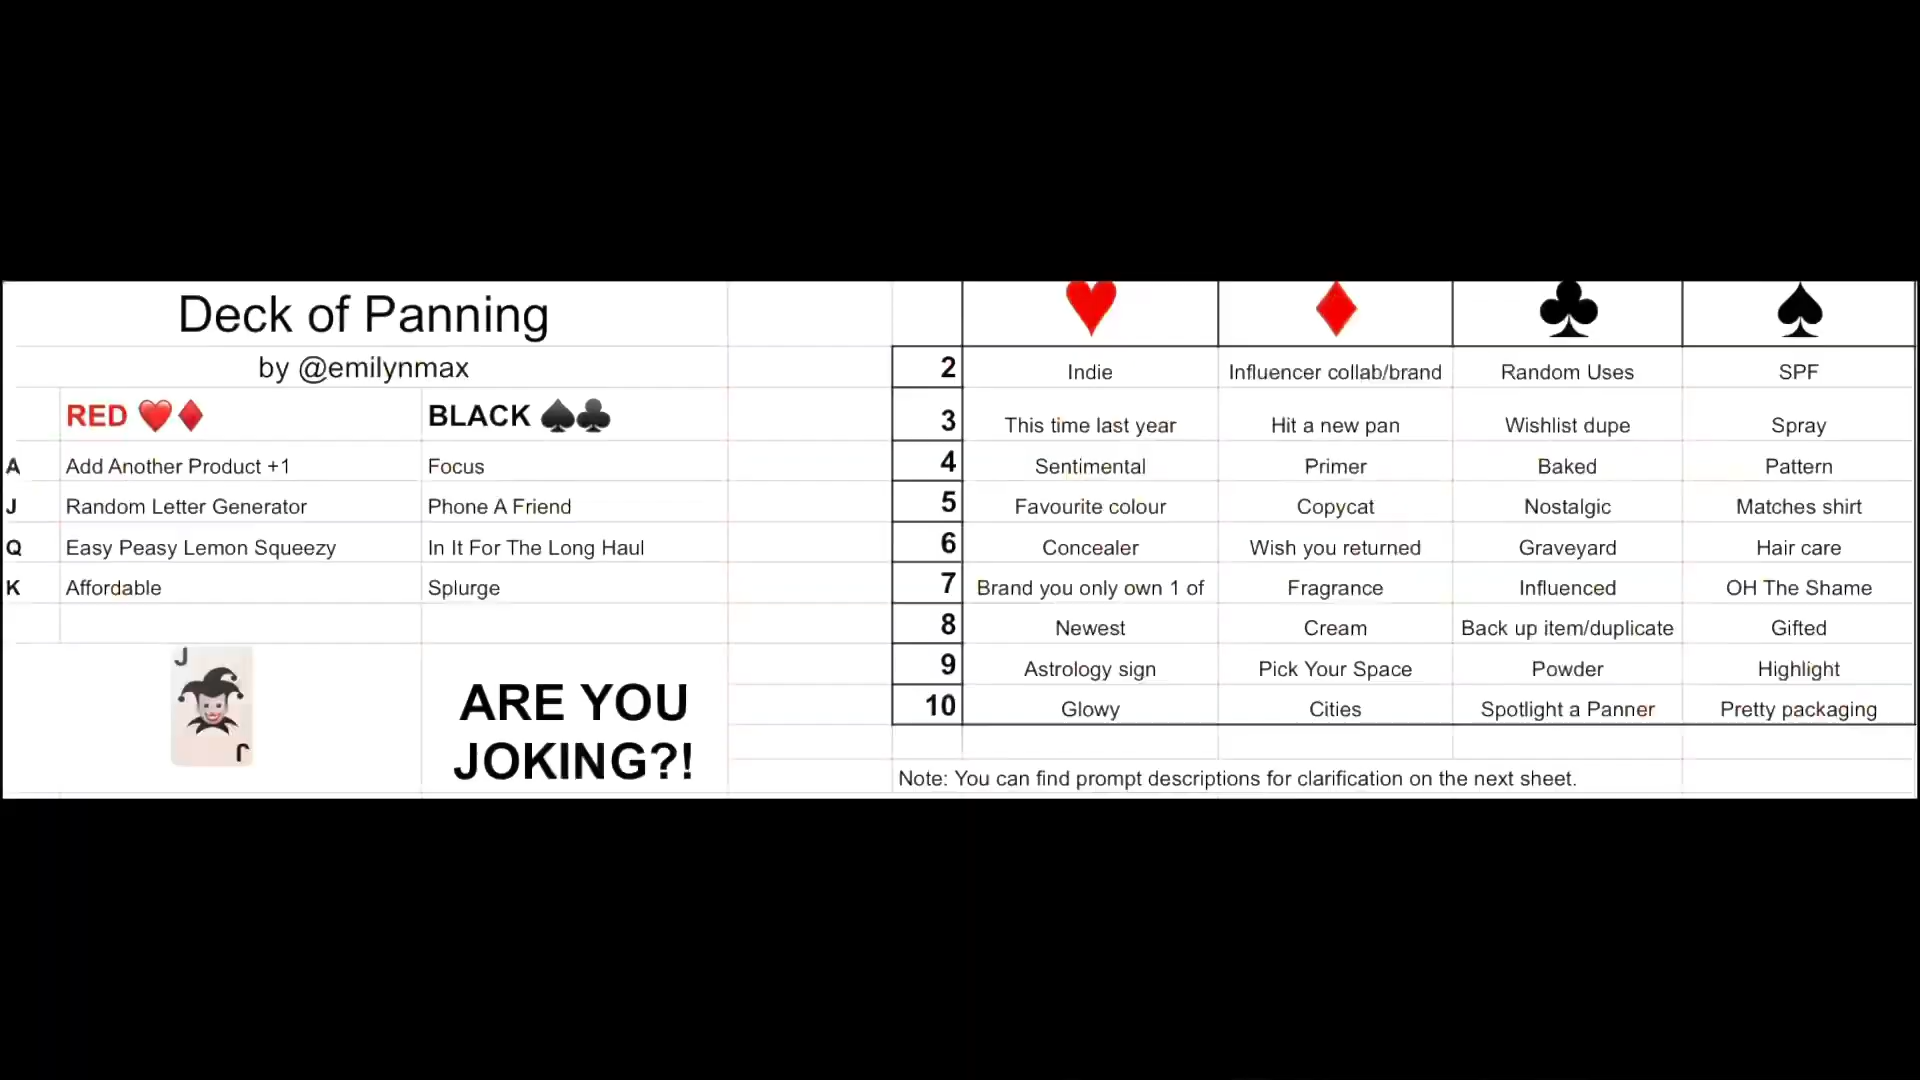 Deck of Panning
by @emilynmax
RED ❤️♦️ BLACK ♠️♣️
A Add Another Product +1 Focus
J Random Letter Generator Phone A Friend
Q Easy Peasy Lemon Squeezy In It For The Long Haul
K Affordable Splurge
J
J
ARE YOU
JOKING?!
♥ ♦ ♣ ♠
2 Indie Influencer collab/brand Random Uses SPF
3 This time last year Hit a new pan Wishlist dupe Spray
4 Sentimental Primer Baked Pattern
5 Favourite colour Copycat Nostalgic Matches shirt
6 Concealer Wish you returned Graveyard Hair care
7 Brand you only own 1 of Fragrance Influenced OH The Shame
8 Newest Cream Back up item/duplicate Gifted
9 Astrology sign Pick Your Space Powder Highlight
10 Glowy Cities Spotlight a Panner Pretty packaging
Note: You can find prompt descriptions for clarification on the next sheet.